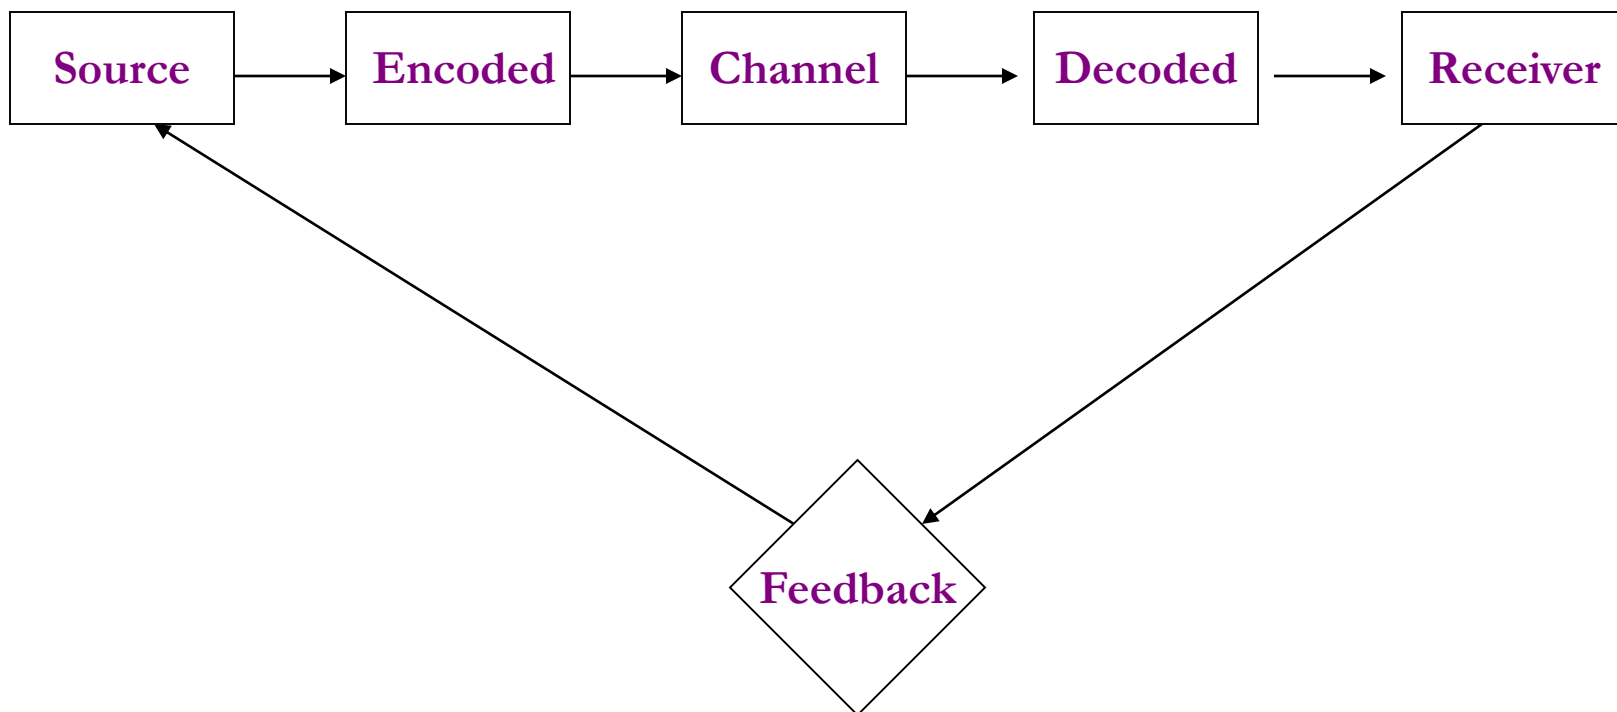 Source
Encoded
Channel
Decoded
Receiver
Feedback